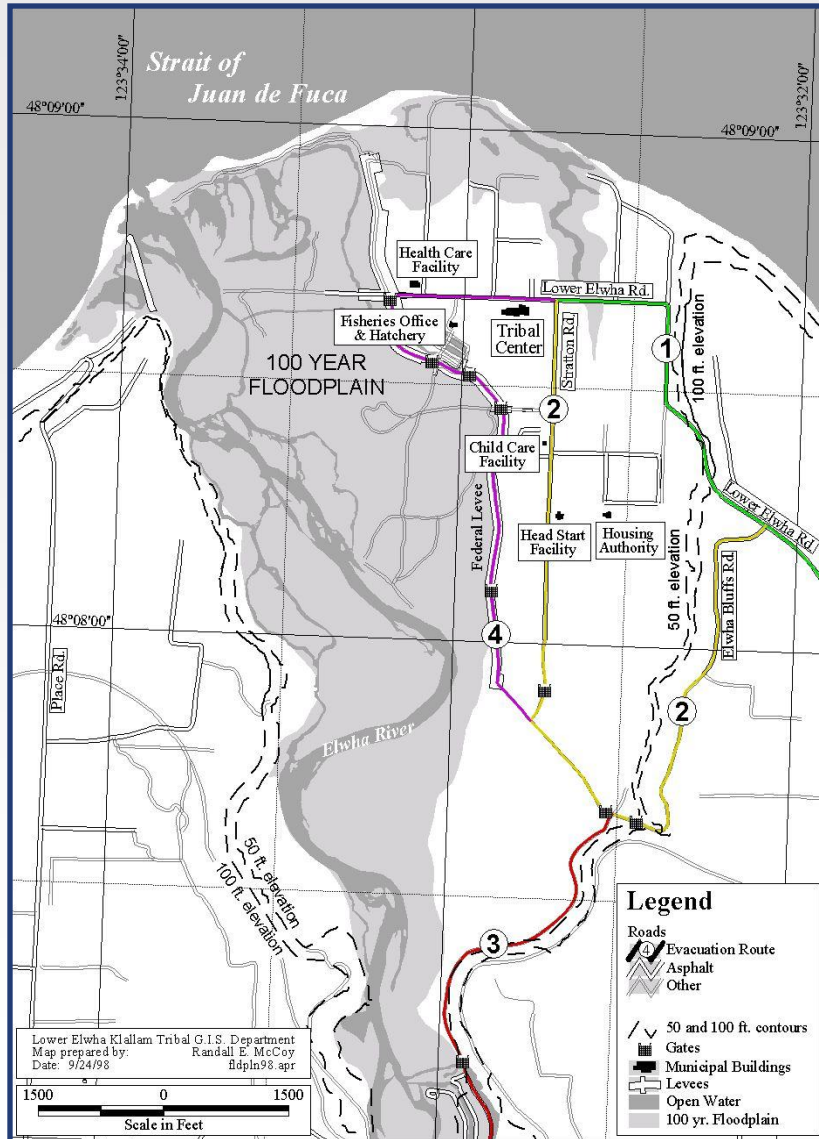 Strait of
Juan de Fuca
123°34'00"
123°32'00"
48°09'00"
48°09'00"
Health Care
Facility
Lower Elwha Rd.
Fisheries Office
& Hatchery
Tribal
Center
Stratton Rd.
1
100 ft. elevation
100 YEAR
FLOODPLAIN
2
Child Care
Facility
Federal Levee
Lower Elwha Rd.
Head Start
Facility
Housing
Authority
50 ft. elevation
Elwha Bluffs Rd.
48°08'00"
4
Place Rd.
2
Elwha River
50 ft. elevation
100 ft. elevation
3
Legend
Roads
4
Evacuation Route
Asphalt
Other
50 and 100 ft. contours
Gates
Municipal Buildings
Levees
Open Water
100 yr. Floodplain
Lower Elwha Klallam Tribal G.I.S. Department
Map prepared by: Randall E. McCoy
Date: 9/24/98 fldpln98.apr
1500 0 1500
Scale in Feet